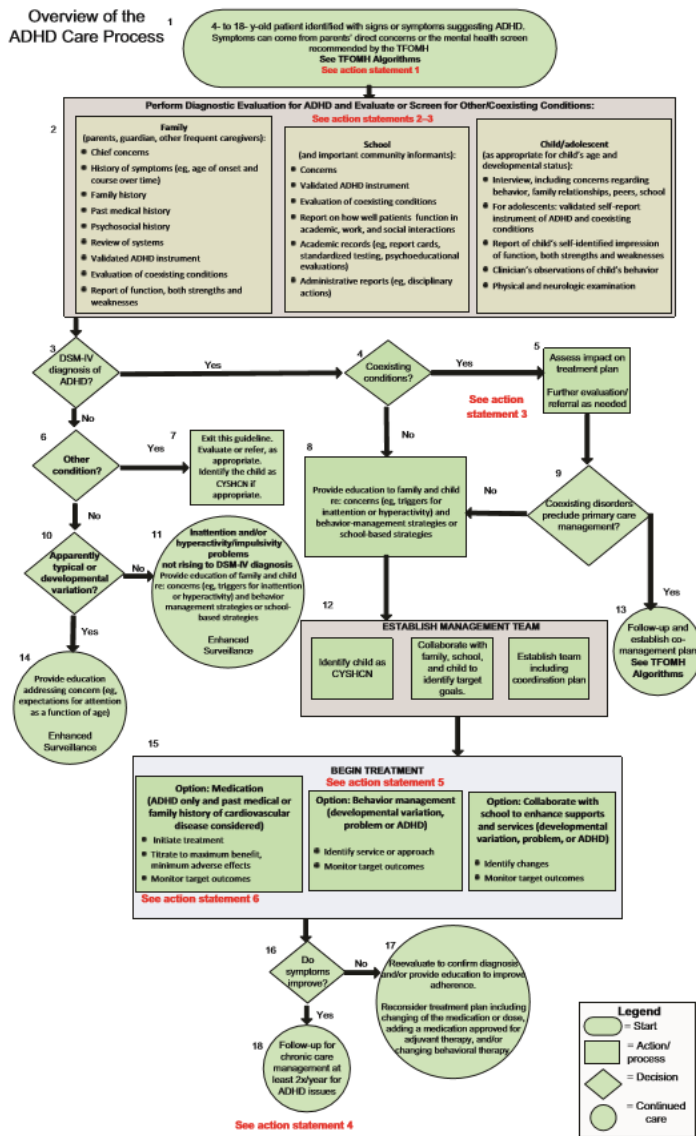 Overview of the
ADHD Care Process
1
4- to 18- y-old patient identified with signs or symptoms suggesting ADHD.
Symptoms can come from parents' direct concerns or the mental health screen
recommended by the TFOMH
See TFOMH Algorithms
See action statement 1
2
Perform Diagnostic Evaluation for ADHD and Evaluate or Screen for Other/Coexisting Conditions:
See action statements 2–3
Family
(parents, guardian, other frequent caregivers):
Chief concerns
History of symptoms (eg, age of onset and
course over time)
Family history
Past medical history
Psychosocial history
Review of systems
Validated ADHD instrument
Evaluation of coexisting conditions
Report of function, both strengths and
weaknesses
School
(and important community informants):
Concerns
Validated ADHD instrument
Evaluation of coexisting conditions
Report on how well patients function in
academic, work, and social interactions
Academic records (eg, report cards,
standardized testing, psychoeducational
evaluations)
Administrative reports (eg, disciplinary
actions)
Child/adolescent
(as appropriate for child's age and
developmental status):
Interview, including concerns regarding
behavior, family relationships, peers, school
For adolescents: validated self-report
instrument of ADHD and coexisting
conditions
Report of child's self-identified impression
of function, both strengths and weaknesses
Clinician's observations of child's behavior
Physical and neurologic examination
3
DSM-IV
diagnosis of
ADHD?
Yes
No
4
Coexisting
conditions?
Yes
No
5
Assess impact on
treatment plan
Further evaluation/
referral as needed
See action
statement 3
6
Other
condition?
Yes
No
7
Exit this guideline.
Evaluate or refer, as
appropriate.
Identify the child as
CYSHCN if
appropriate.
8
Provide education to family and child
re: concerns (eg, triggers for
inattention or hyperactivity) and
behavior-management strategies or
school-based strategies
9
Coexisting disorders
preclude primary care
management?
No
Yes
10
Apparently
typical or
developmental
variation?
No
Yes
11
Inattention and/or
hyperactivity/impulsivity
problems
not rising to DSM-IV diagnosis
Provide education of family and child
re: concerns (eg, triggers for inattention
or hyperactivity) and behavior
management strategies or school-
based strategies
Enhanced
Surveillance
12
ESTABLISH MANAGEMENT TEAM
Identify child as
CYSHCN
Collaborate with
family, school,
and child to
identify target
goals.
Establish team
including
coordination plan
13
Follow-up and
establish co-
management plan
See TFOMH
Algorithms
14
Provide education
addressing concern (eg,
expectations for attention
as a function of age)
Enhanced
Surveillance
15
BEGIN TREATMENT
See action statement 5
Option: Medication
(ADHD only and past medical or
family history of cardiovascular
disease considered)
Initiate treatment
Titrate to maximum benefit,
minimum adverse effects
Monitor target outcomes
See action statement 6
Option: Behavior management
(developmental variation,
problem or ADHD)
Identify service or approach
Monitor target outcomes
Option: Collaborate with
school to enhance supports
and services (developmental
variation, problem, or ADHD)
Identify changes
Monitor target outcomes
16
Do
symptoms
improve?
No
Yes
17
Reevaluate to confirm diagnosis
and/or provide education to improve
adherence.
Reconsider treatment plan including
changing of the medication or dose,
adding a medication approved for
adjuvant therapy, and/or
changing behavioral therapy.
18
Follow-up for
chronic care
management at
least 2x/year for
ADHD issues
See action statement 4
Legend
= Start
= Action/
process
= Decision
= Continued
care